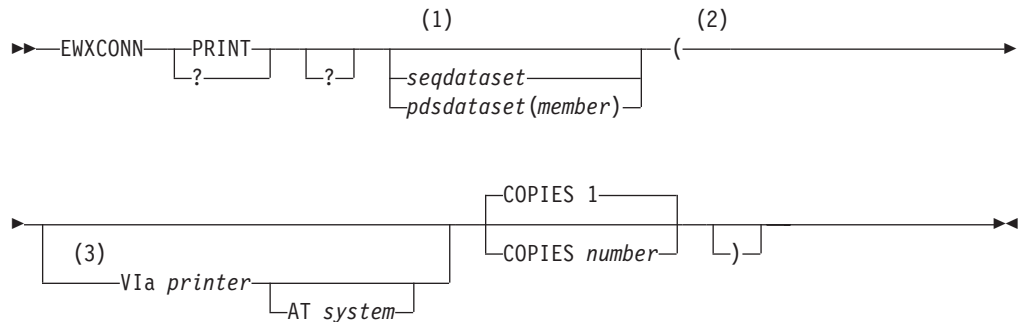 (1) (2)
EWXCONN PRINT (
? ? seqdataset
pdsdataset(member)
COPIES 1
(3) COPIES number )
VIa printer
AT system